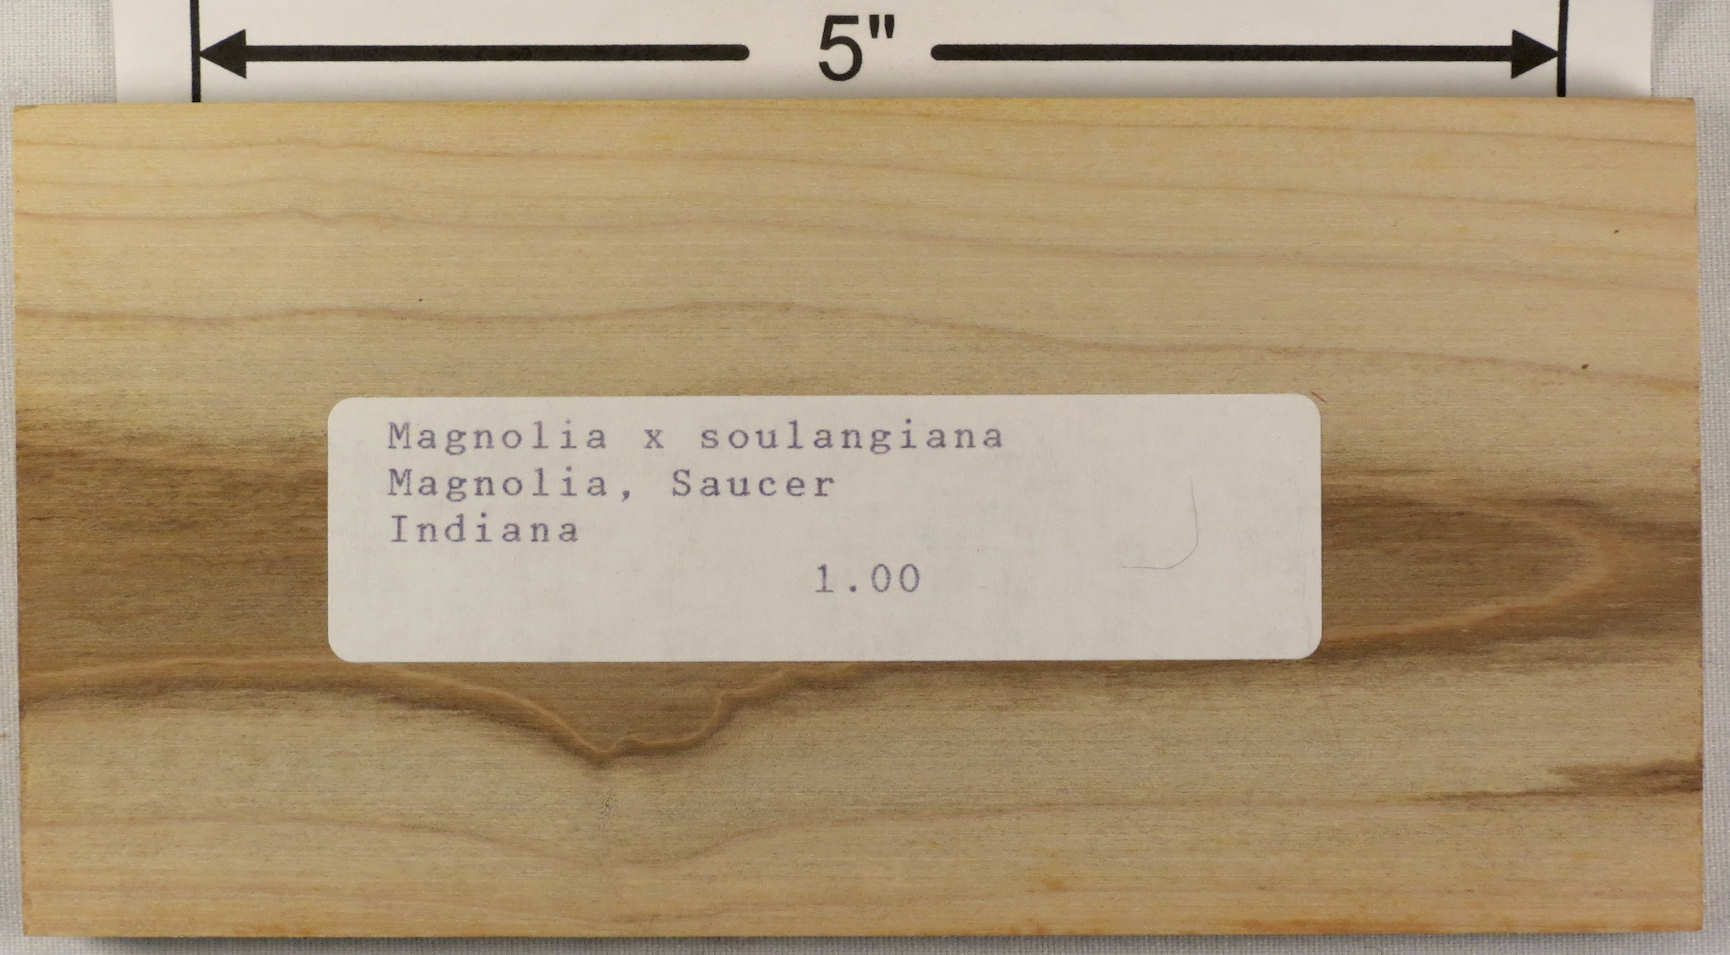 5"
Magnolia x soulangiana
Magnolia, Saucer
Indiana
1.00